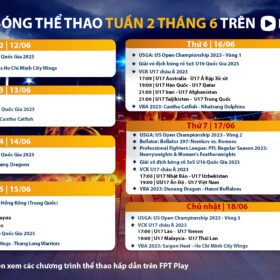 BÓNG THỂ THAO TUẦN 2 THÁNG 6 TRÊN
2 | 12/06
Quốc Gia 2023
Ho Chi Minh City Wings
3 | 13/06
Quốc Gia 2023
Cantho Catfish
4 | 14/06
Quốc Gia 2023
5 | 15/06
Hồng Kông (Trung Quốc)
Quốc Gia 2023
Thang Long Warriors
Thứ 6 | 16/06
USGA: US Open Championship 2023 - Vòng 1
Giải vô địch bóng rổ 5x5 U16 Quốc Gia 2023
VCK U17 châu Á 2023
17:00 | U17 Australia - U17 Ả Rập Xê út
19:00 | U17 Hàn Quốc - U17 Qatar
21:00 | U17 Iran - U17 Afghanistan
21:00 | U17 Tajikistan - U17 Trung Quốc
VBA 2023: Cantho Catfish - Nhatrang Dolphins
Thứ 7 | 17/06
USGA: US Open Championship 2023 - Vòng 2
Bellator: Bellator 297: Nemkov vs. Romero
Professional Fighters League: PFL Regular Season 2023:
Heavyweights & Women's Featherweights
Giải vô địch bóng rổ 5x5 U16 Quốc Gia 2023
VCK U17 châu Á 2023
17:00 | U17 Nhật Bản - U17 Uzbekistan
19:00 | U17 Ấn Độ - U17 Việt Nam
VBA 2023: Danang Dragons - Hanoi Buffaloes
Chủ nhật | 18/06
USGA: US Open Championship 2023 - Vòng 3
VCK U17 châu Á 2023
17:00 | U17 Lào - U17 Yemen
19:00 | U17 Malaysia - U17 Thái Lan
VBA 2023: Saigon Heat - Ho Chi Minh City Wings
xem các chương trình thể thao hấp dẫn trên FPT Play